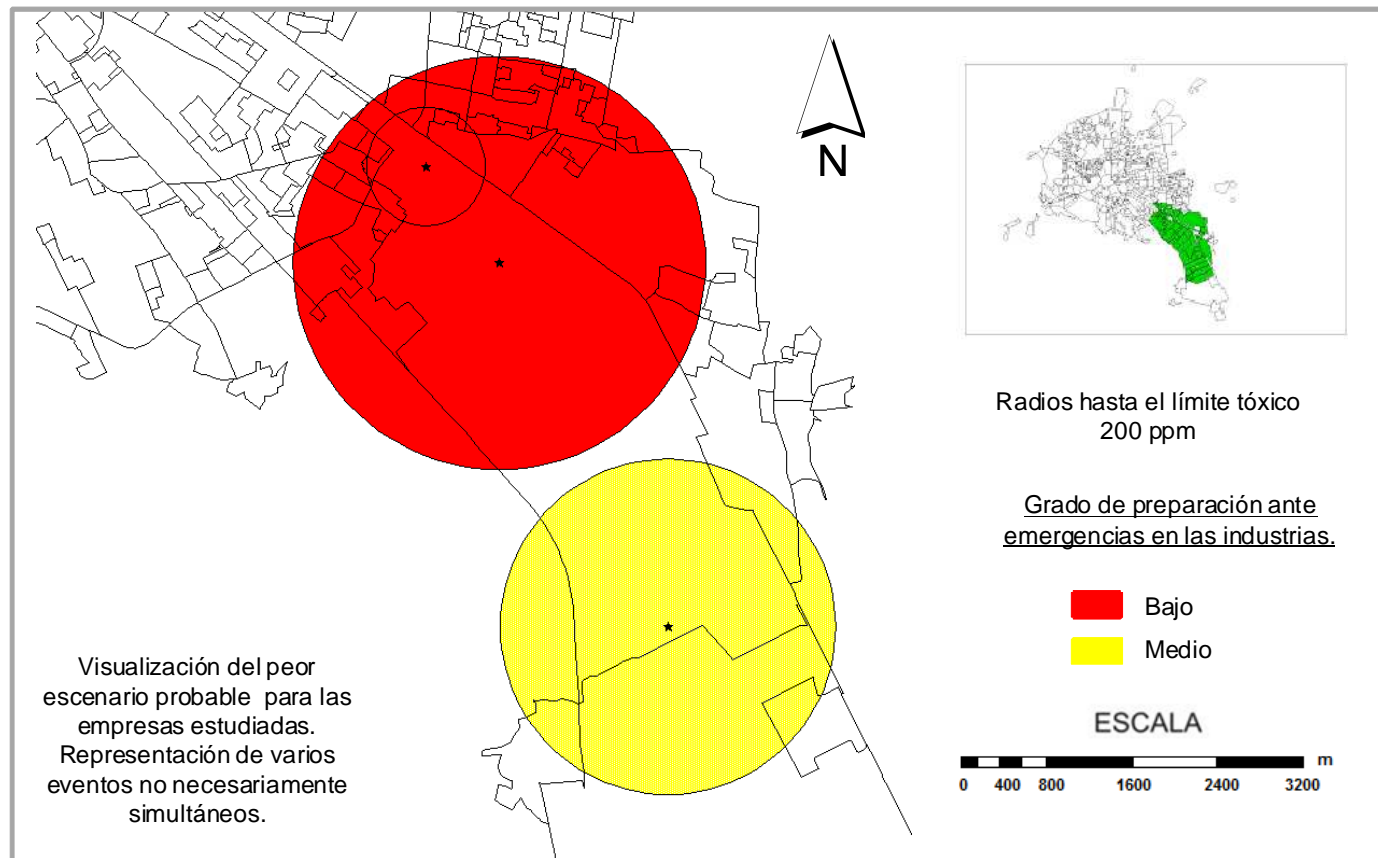 N
Radios hasta el límite tóxico
200 ppm
Grado de preparación ante
emergencias en las industrias.
Bajo
Medio
Visualización del peor
escenario probable para las
empresas estudiadas.
Representación de varios
eventos no necesariamente
simultáneos.
ESCALA
m
0 400 800 1600 2400 3200